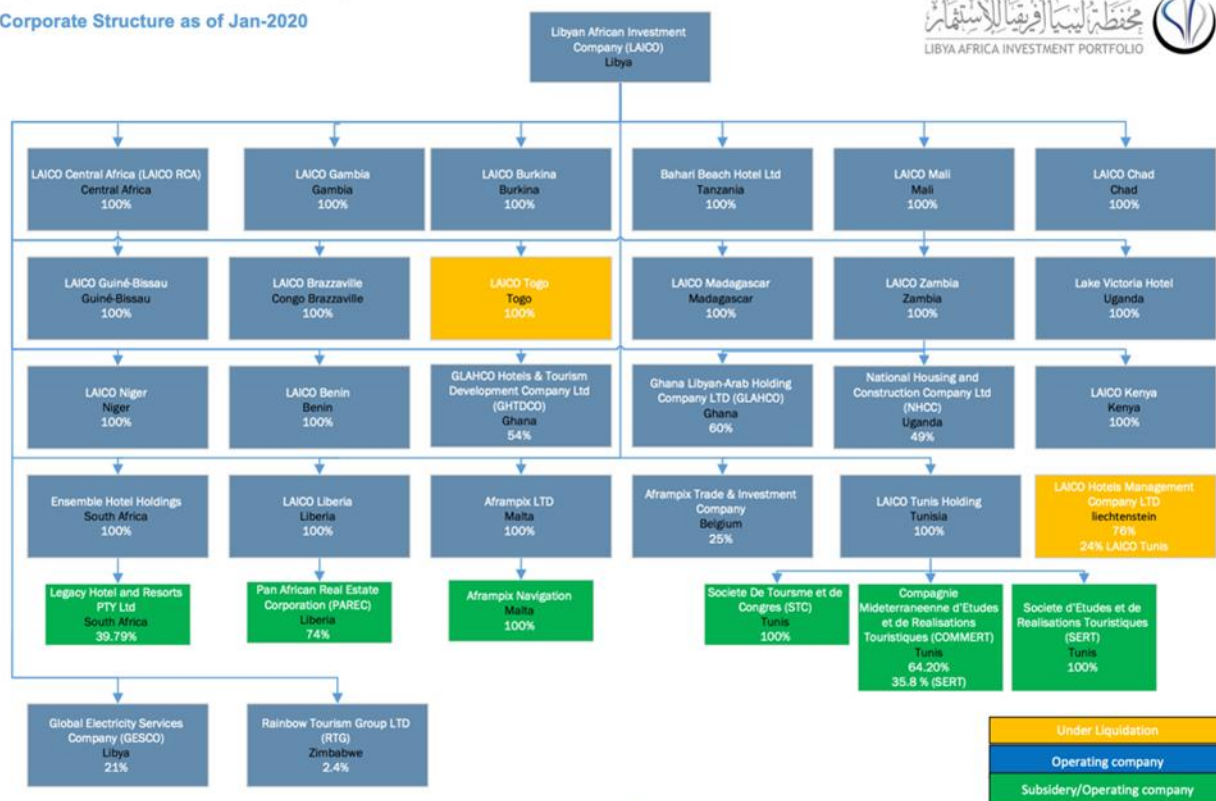 Corporate Structure as of Jan-2020
محفظة ليبيا أفريقيا للاستثمار
LIBYA AFRICA INVESTMENT PORTFOLIO
Libyan African Investment
Company (LAICO)
Libya
LAICO Central Africa (LAICO RCA)
Central Africa
100%
LAICO Gambia
Gambia
100%
LAICO Burkina
Burkina
100%
Bahari Beach Hotel Ltd
Tanzania
100%
LAICO Mali
Mali
100%
LAICO Chad
Chad
100%
LAICO Guiné-Bissau
Guiné-Bissau
100%
LAICO Brazzaville
Congo Brazzaville
100%
LAICO Togo
Togo
100%
LAICO Madagascar
Madagascar
100%
LAICO Zambia
Zambia
100%
Lake Victoria Hotel
Uganda
100%
LAICO Niger
Niger
100%
LAICO Benin
Benin
100%
GLAHCO Hotels & Tourism
Development Company Ltd
(GHTDCO)
Ghana
54%
Ghana Libyan-Arab Holding
Company LTD (GLAHCO)
Ghana
60%
National Housing and
Construction Company Ltd
(NHCC)
Uganda
49%
LAICO Kenya
Kenya
100%
Ensemble Hotel Holdings
South Africa
100%
LAICO Liberia
Liberia
100%
Aframpix LTD
Malta
100%
Aframpix Trade & Investment
Company
Belgium
25%
LAICO Tunis Holding
Tunisia
100%
LAICO Hotels Management
Company LTD
liechtenstein
76%
24% LAICO Tunis
Legacy Hotel and Resorts
PTY Ltd
South Africa
39.79%
Pan African Real Estate
Corporation (PAREC)
Liberia
74%
Aframpix Navigation
Malta
100%
Societe De Toursme et de
Congres (STC)
Tunis
100%
Compagnie
Mideterraneenne d'Etudes
et de Realisations
Touristiques (COMMERT)
Tunis
64.20%
35.8 % (SERT)
Societe d'Etudes et de
Realisations Touristiques
(SERT)
Tunis
100%
Global Electricity Services
Company (GESCO)
Libya
21%
Rainbow Tourism Group LTD
(RTG)
Zimbabwe
2.4%
Under Liquidation
Operating company
Subsidery/Operating company